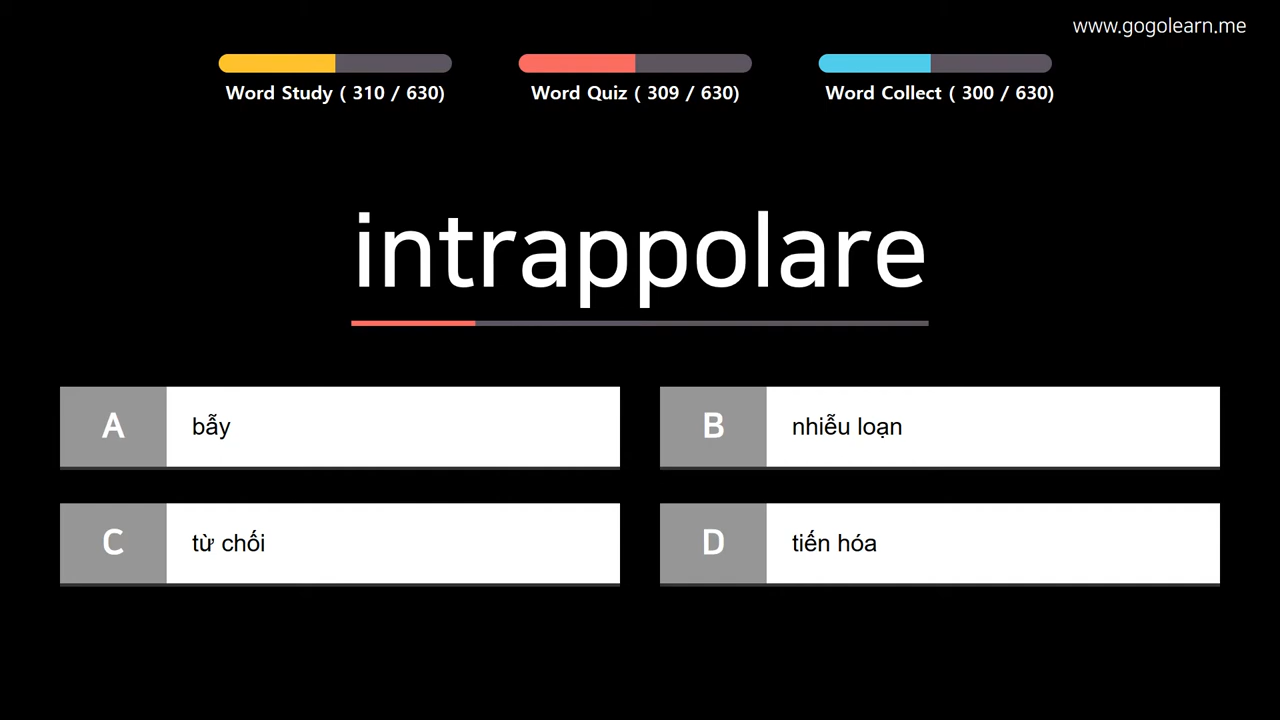 www.gogolearn.me
Word Study ( 310 / 630)
Word Quiz ( 309 / 630)
Word Collect ( 300 / 630)
intrappolare
A
bẫy
B
nhiễu loạn
C
từ chối
D
tiến hóa